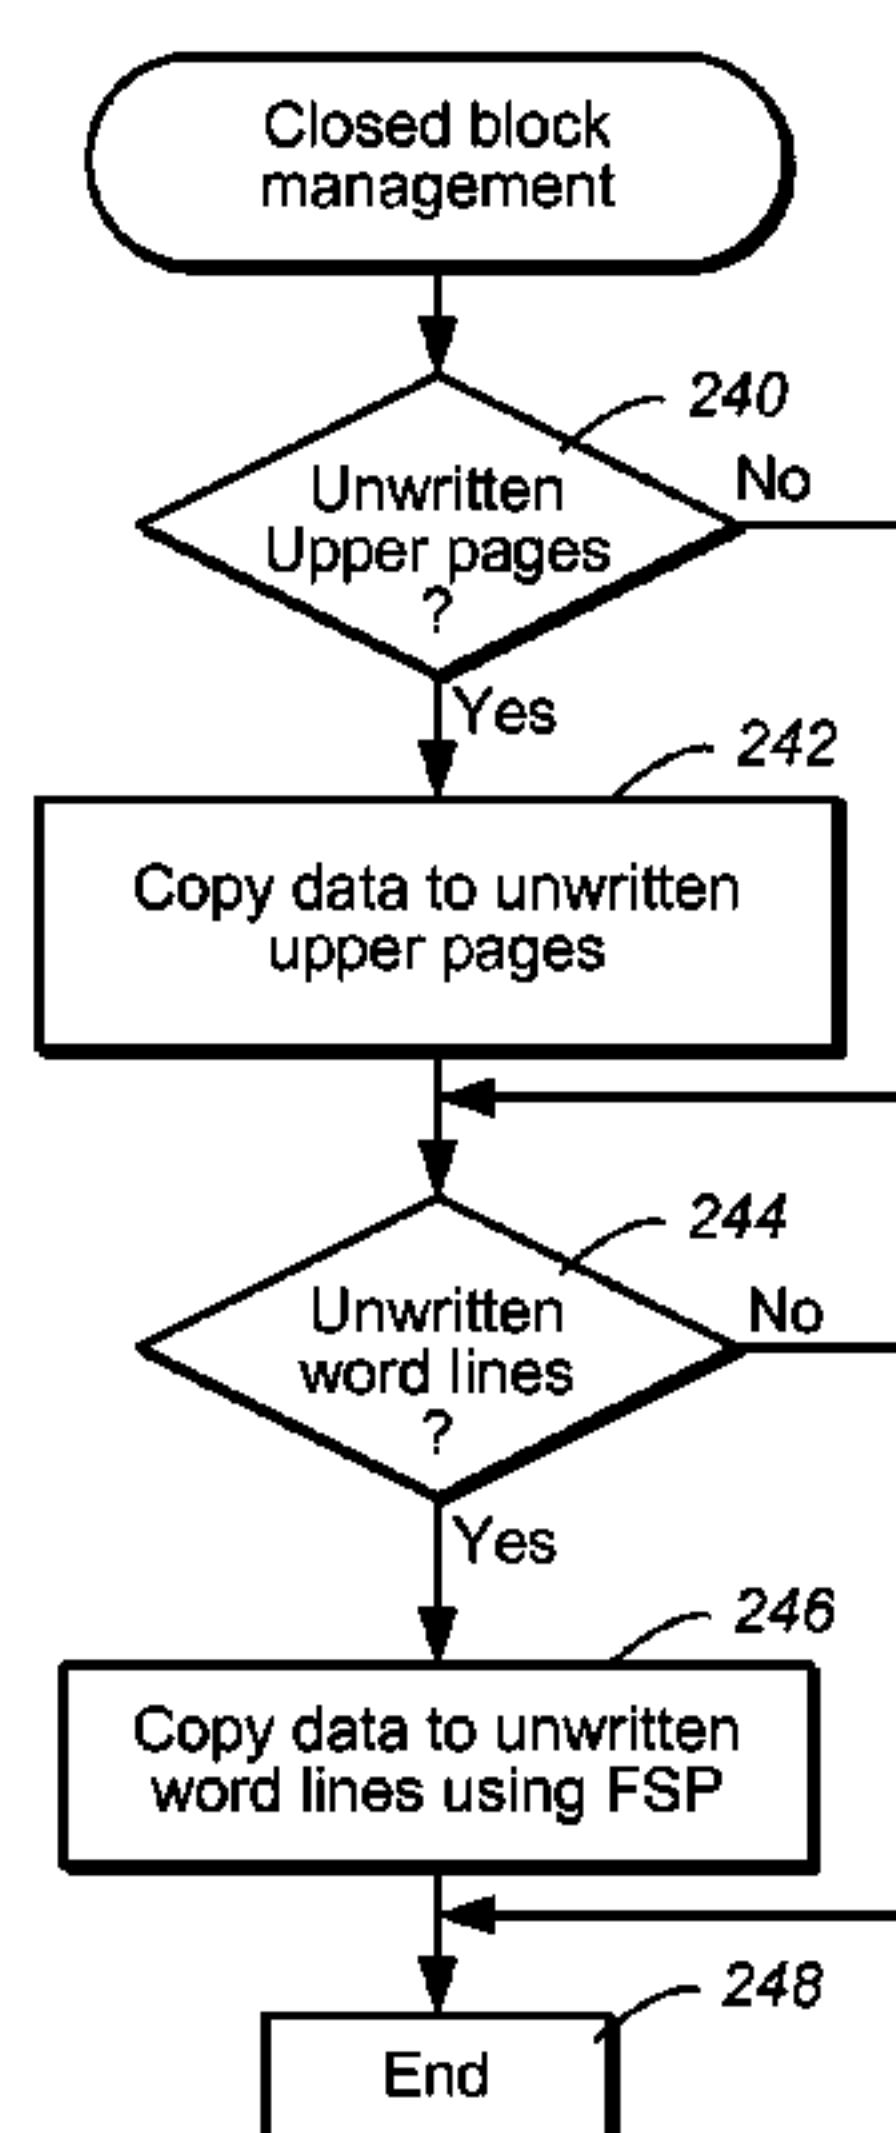 Closed block
management
240
Unwritten
Upper pages
?
No
Yes
242
Copy data to unwritten
upper pages
244
Unwritten
word lines
?
No
Yes
246
Copy data to unwritten
word lines using FSP
248
End